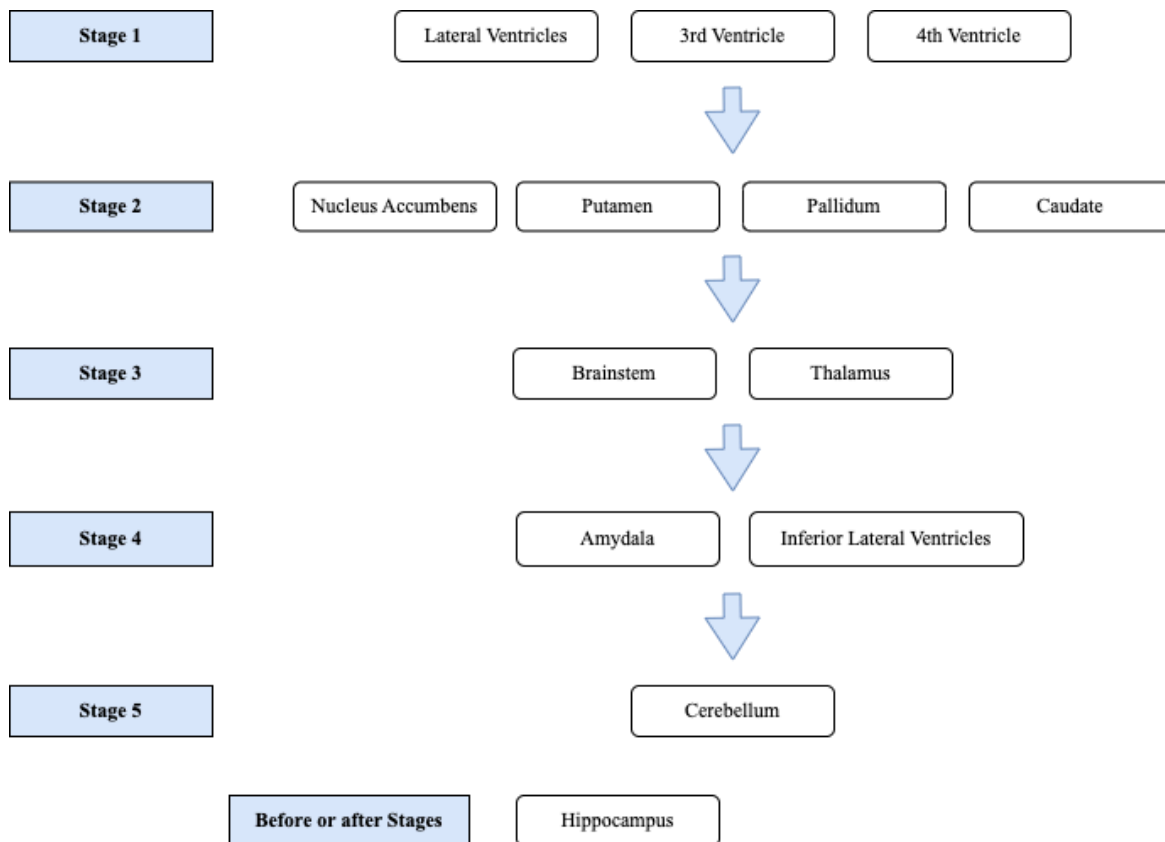 Stage 1
Lateral Ventricles
3rd Ventricle
4th Ventricle
Stage 2
Nucleus Accumbens
Putamen
Pallidum
Caudate
Stage 3
Brainstem
Thalamus
Stage 4
Amydala
Inferior Lateral Ventricles
Stage 5
Cerebellum
Before or after Stages
Hippocampus